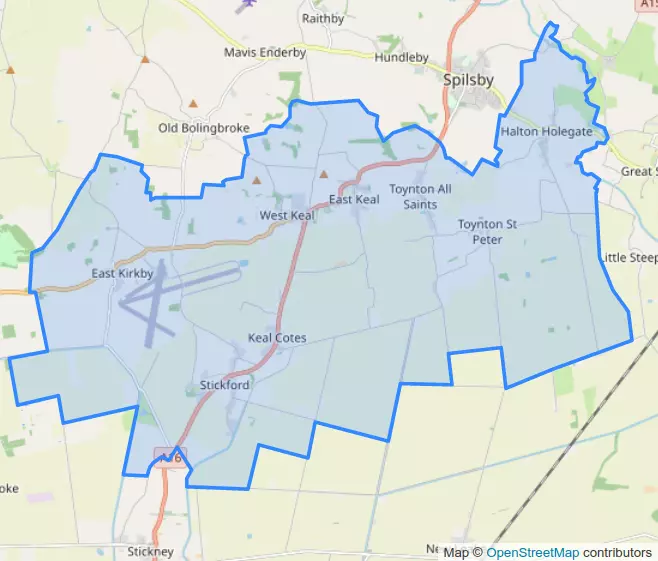 A15
Raithby
Mavis Enderby
Hundleby
Spilsby
Old Bolingbroke
Halton Holegate
Great S
Toynton All
Saints
East Keal
West Keal
Toynton St
Peter
Little Steep
East Kirkby
Keal Cotes
Stickford
A16
oke
Stickney
Ne
Map © OpenStreetMap contributors